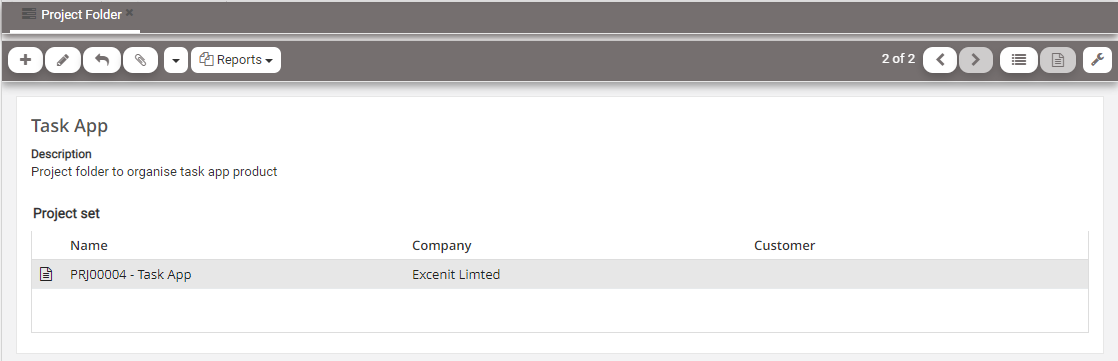 Project Folder
Reports
2 of 2
Task App
Description
Project folder to organise task app product
Project set
Name Company Customer
PRJ00004 - Task App Excenit Limted